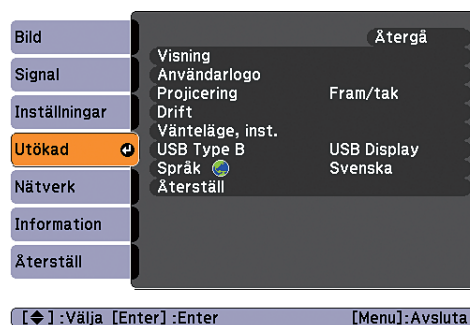 Bild
Signal
Inställningar
Utökad
Nätverk
Information
Återställ
Återgå
Visning
Användarlogo
Projicering Fram/tak
Drift
Vänteläge, inst.
USB Type B USB Display
Språk Svenska
Återställ
[◆]:Välja [Enter]:Enter [Menu]:Avsluta